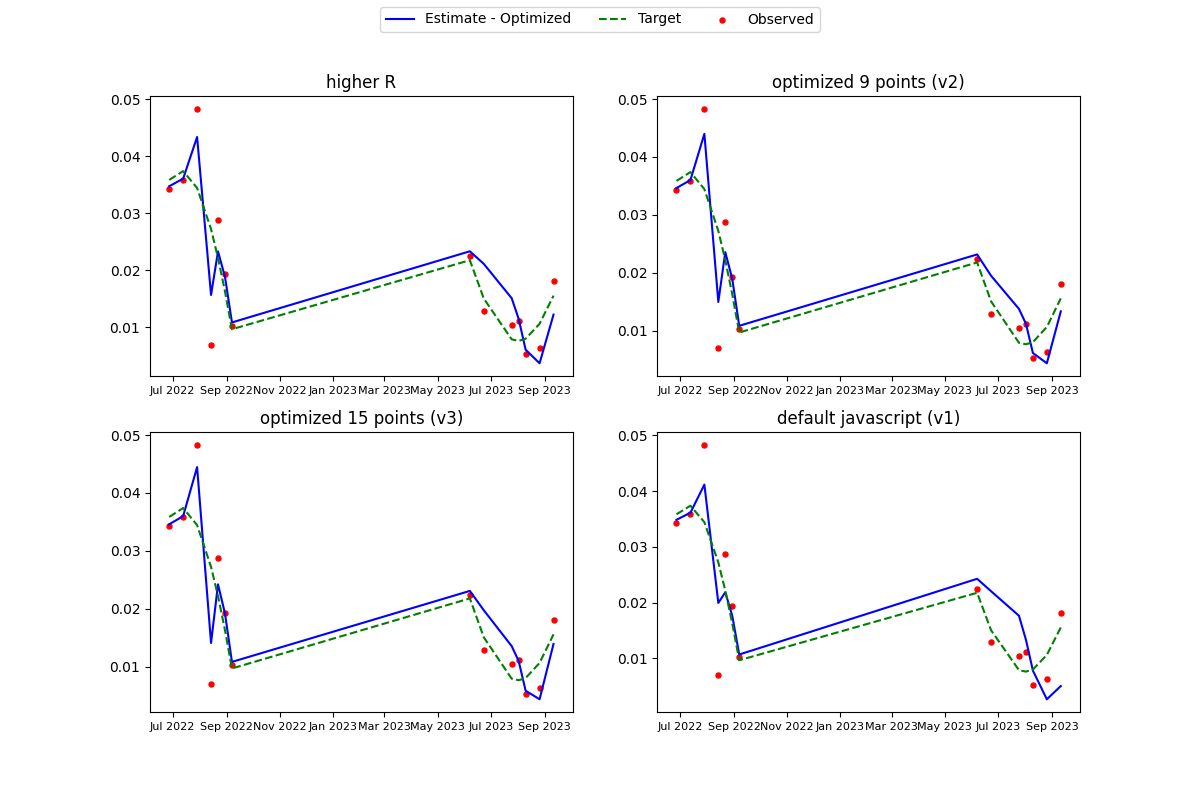 Estimate - Optimized Target Observed
higher R
0.05
0.04
0.03
0.02
0.01
Jul 2022 Sep 2022 Nov 2022 Jan 2023 Mar 2023 May 2023 Jul 2023 Sep 2023
optimized 9 points (v2)
0.05
0.04
0.03
0.02
0.01
Jul 2022 Sep 2022 Nov 2022 Jan 2023 Mar 2023 May 2023 Jul 2023 Sep 2023
optimized 15 points (v3)
0.05
0.04
0.03
0.02
0.01
Jul 2022 Sep 2022 Nov 2022 Jan 2023 Mar 2023 May 2023 Jul 2023 Sep 2023
default javascript (v1)
0.05
0.04
0.03
0.02
0.01
Jul 2022 Sep 2022 Nov 2022 Jan 2023 Mar 2023 May 2023 Jul 2023 Sep 2023